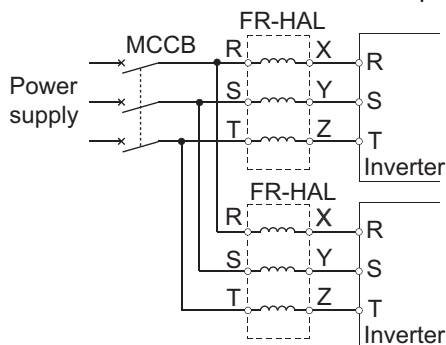 FR-HAL
MCCB
R X R
Power
supply
S Y S
T Z T
Inverter
FR-HAL
R X R
S Y S
T Z T
Inverter